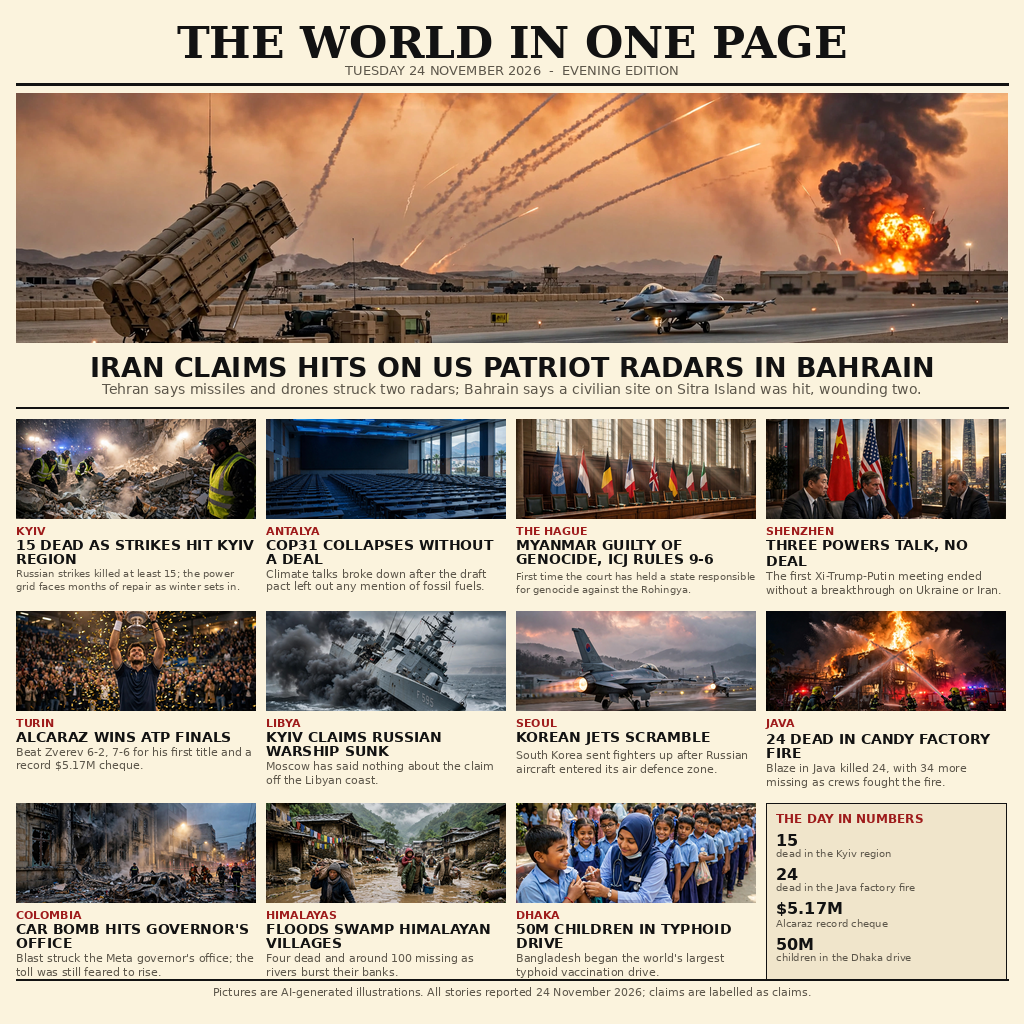 THE WORLD IN ONE PAGE
TUESDAY 24 NOVEMBER 2026 - EVENING EDITION
IRAN CLAIMS HITS ON US PATRIOT RADARS IN BAHRAIN
Tehran says missiles and drones struck two radars; Bahrain says a civilian site on Sitra Island was hit, wounding two.
KYIV
15 DEAD AS STRIKES HIT KYIV
REGION
Russian strikes killed at least 15; the power
grid faces months of repair as winter sets in.
ANTALYA
COP31 COLLAPSES WITHOUT
A DEAL
Climate talks broke down after the draft
pact left out any mention of fossil fuels.
THE HAGUE
MYANMAR GUILTY OF
GENOCIDE, ICJ RULES 9-6
First time the court has held a state responsible
for genocide against the Rohingya.
SHENZHEN
THREE POWERS TALK, NO
DEAL
The first Xi-Trump-Putin meeting ended
without a breakthrough on Ukraine or Iran.
TURIN
ALCARAZ WINS ATP FINALS
Beat Zverev 6-2, 7-6 for his first title and a
record $5.17M cheque.
LIBYA
KYIV CLAIMS RUSSIAN
WARSHIP SUNK
Moscow has said nothing about the claim
off the Libyan coast.
SEOUL
KOREAN JETS SCRAMBLE
South Korea sent fighters up after Russian
aircraft entered its air defence zone.
JAVA
24 DEAD IN CANDY FACTORY
FIRE
Blaze in Java killed 24, with 34 more
missing as crews fought the fire.
COLOMBIA
CAR BOMB HITS GOVERNOR'S
OFFICE
Blast struck the Meta governor's office; the
toll was still feared to rise.
HIMALAYAS
FLOODS SWAMP HIMALAYAN
VILLAGES
Four dead and around 100 missing as
rivers burst their banks.
DHAKA
50M CHILDREN IN TYPHOID
DRIVE
Bangladesh began the world's largest
typhoid vaccination drive.
THE DAY IN NUMBERS
15
dead in the Kyiv region
24
dead in the Java factory fire
$5.17M
Alcaraz record cheque
50M
children in the Dhaka drive
Pictures are AI-generated illustrations. All stories reported 24 November 2026; claims are labelled as claims.